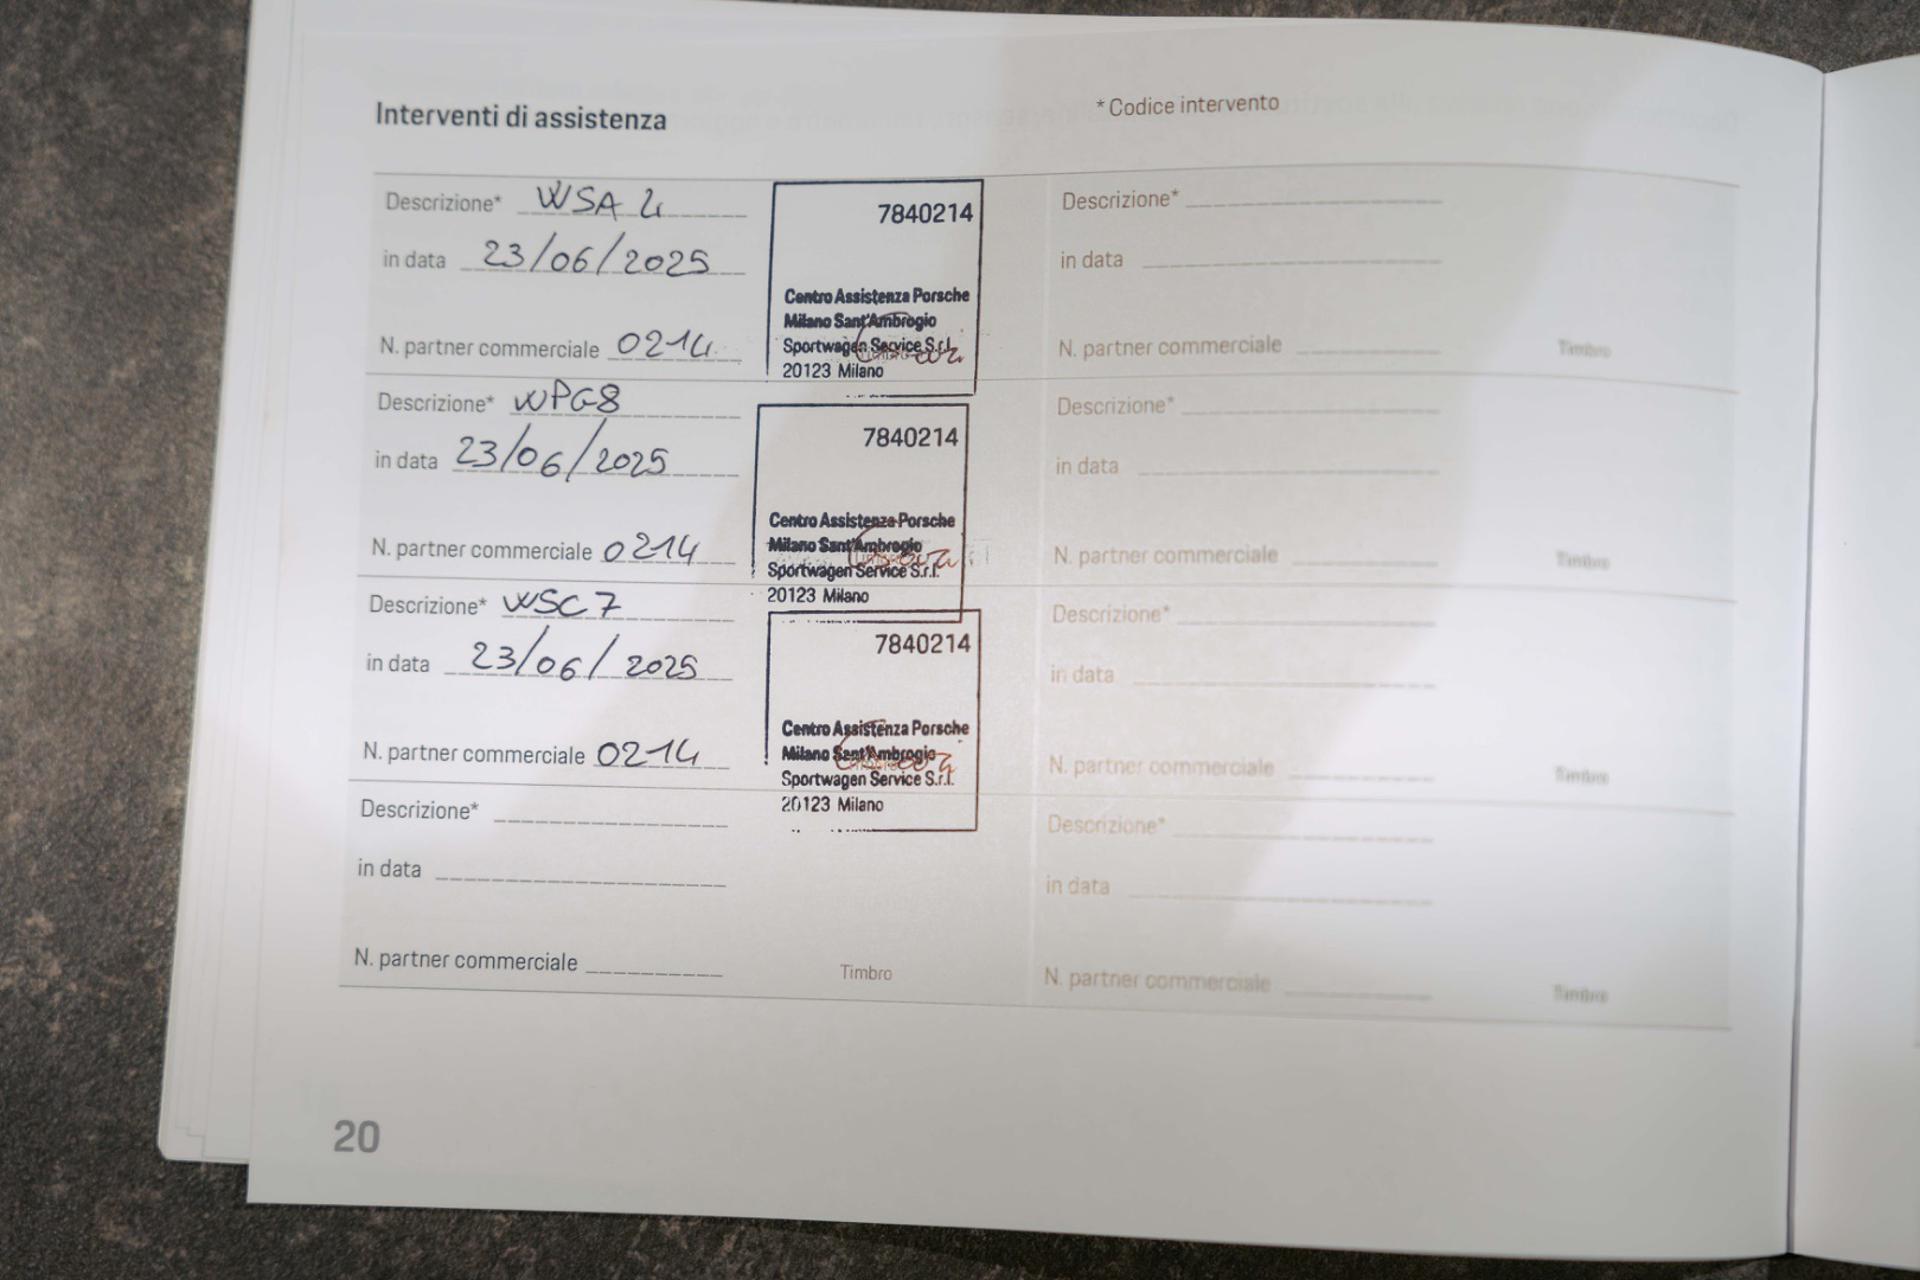 Interventi di assistenza
* Codice intervento
Descrizione* WSA 4
in data 23/06/2025
N. partner commerciale 0214
7840214
Centro Assistenza Porsche
Milano Sant'Ambrogio
Sportwagen Service S.r.l.
20123 Milano
Descrizione* WPG8
in data 23/06/2025
N. partner commerciale 0214
7840214
Centro Assistenza Porsche
Milano Sant'Ambrogio
Sportwagen Service S.r.l.
20123 Milano
Descrizione* WSC7
in data 23/06/2025
N. partner commerciale 0214
7840214
Centro Assistenza Porsche
Milano Sant'Ambrogio
Sportwagen Service S.r.l.
20123 Milano
Descrizione*
in data
N. partner commerciale
Timbro
Descrizione*
in data
N. partner commerciale
Timbro
Descrizione*
in data
N. partner commerciale
Timbro
Descrizione*
in data
N. partner commerciale
Timbro
Descrizione*
in data
N. partner commerciale
Timbro
20